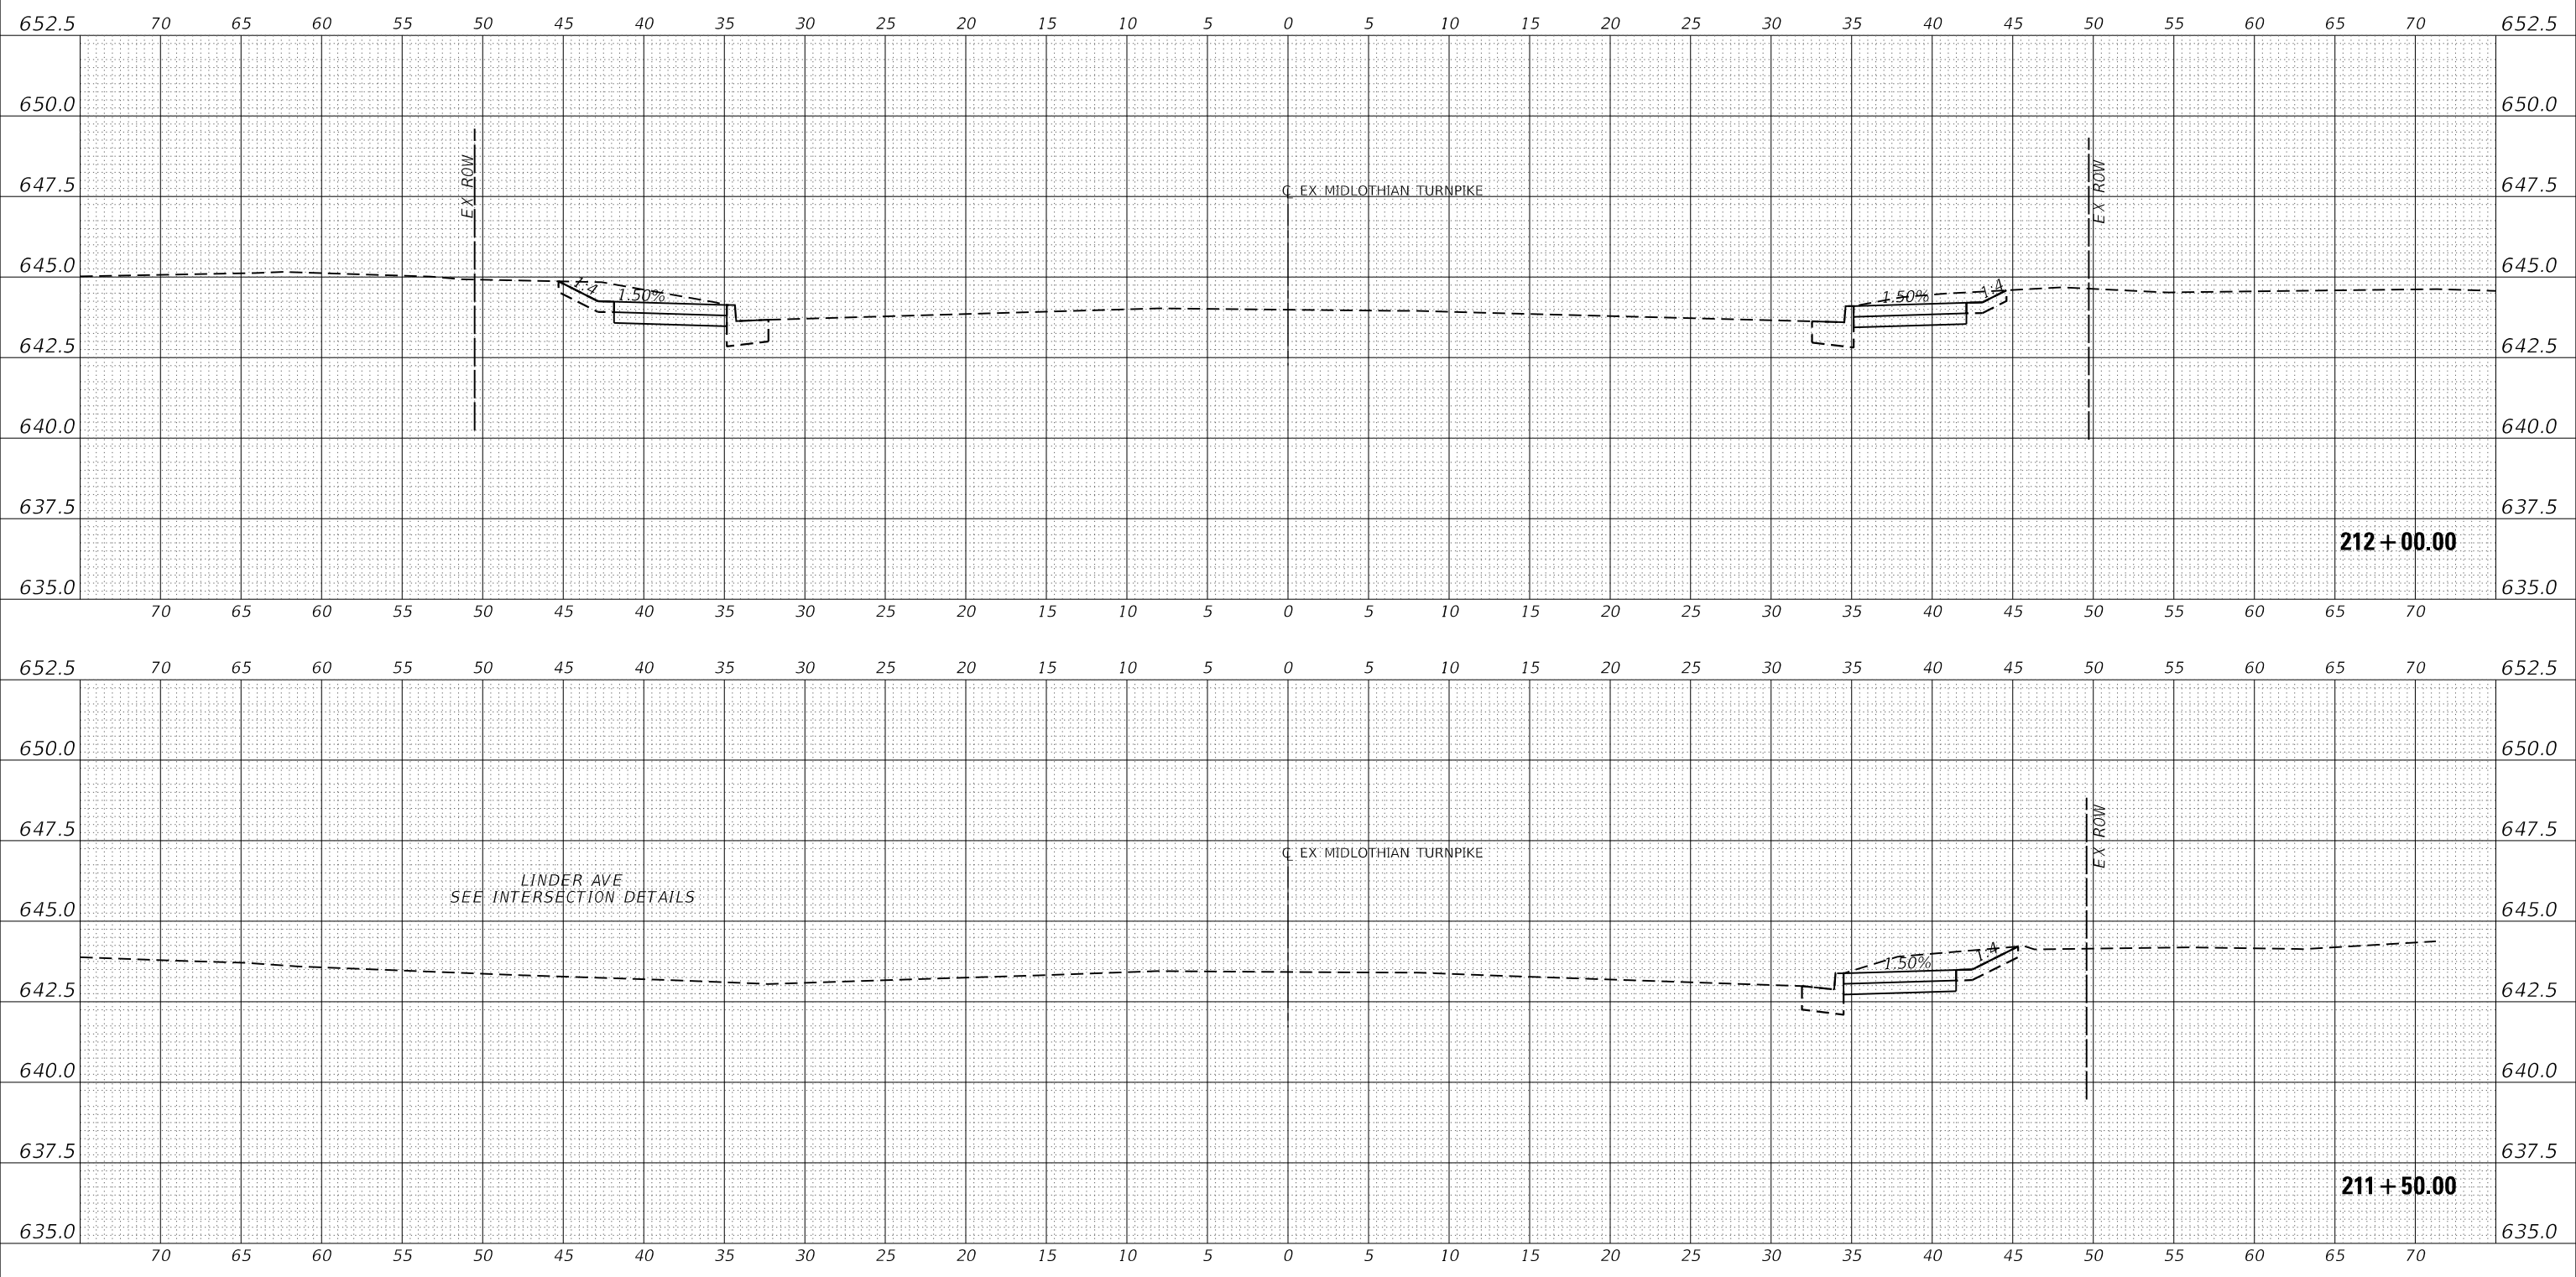 652.5 70 65 60 55 50 45 40 35 30 25 20 15 10 5 0 5 10 15 20 25 30 35 40 45 50 55 60 65 70 652.5
650.0 650.0
EX ROW
EX ROW
647.5 ℄ EX MIDLOTHIAN TURNPIKE 647.5
645.0 645.0
1:4 1.50% 1.50% 1:4
642.5 642.5
640.0 640.0
637.5 637.5
212+00.00
635.0 635.0
70 65 60 55 50 45 40 35 30 25 20 15 10 5 0 5 10 15 20 25 30 35 40 45 50 55 60 65 70
652.5 70 65 60 55 50 45 40 35 30 25 20 15 10 5 0 5 10 15 20 25 30 35 40 45 50 55 60 65 70 652.5
650.0 650.0
EX ROW
647.5 647.5
℄ EX MIDLOTHIAN TURNPIKE
LINDER AVE
SEE INTERSECTION DETAILS
645.0 645.0
1.50% 1:4
642.5 642.5
640.0 640.0
637.5 637.5
211+50.00
635.0 635.0
70 65 60 55 50 45 40 35 30 25 20 15 10 5 0 5 10 15 20 25 30 35 40 45 50 55 60 65 70